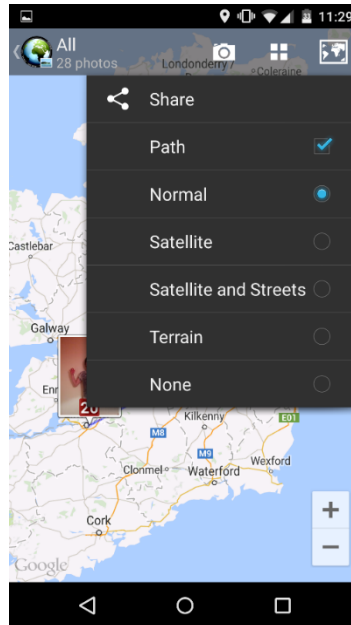 11:29
All
28 photos
Londonderry /
Coleraine
Share
Path
Normal
Satellite
Castlebar
Satellite and Streets
Galway
Terrain
None
20
Kilkenny
E01
M8
M9
Wexford
Clonmel
Waterford
Cork
+
−
Google